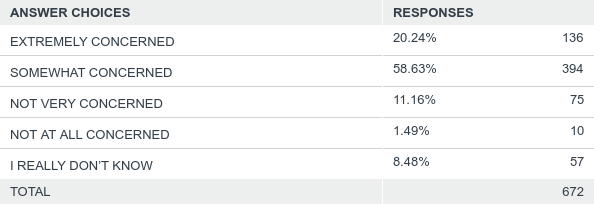 ANSWER CHOICES RESPONSES
EXTREMELY CONCERNED 20.24% 136
SOMEWHAT CONCERNED 58.63% 394
NOT VERY CONCERNED 11.16% 75
NOT AT ALL CONCERNED 1.49% 10
I REALLY DON’T KNOW 8.48% 57
TOTAL 672